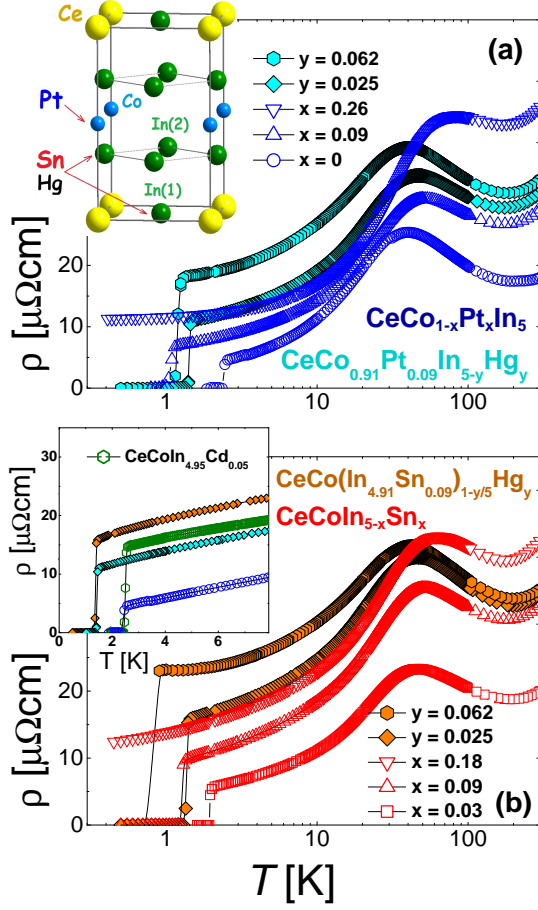 Ce
Pt
Co
In(2)
Sn
Hg
In(1)
(a)
y = 0.062
y = 0.025
x = 0.26
x = 0.09
x = 0
20
10
0
ρ [μΩcm]
CeCo1-xPtxIn5
CeCo0.91Pt0.09In5-yHgy
1
10
100
30
20
10
0
ρ [μΩcm]
CeCoIn4.95Cd0.05
2
4
6
T [K]
CeCo(In4.91Sn0.09)1-y/5Hgy
CeCoIn5-xSnx
20
10
0
ρ [μΩcm]
y = 0.062
y = 0.025
x = 0.18
x = 0.09
x = 0.03
(b)
1
10
100
T [K]